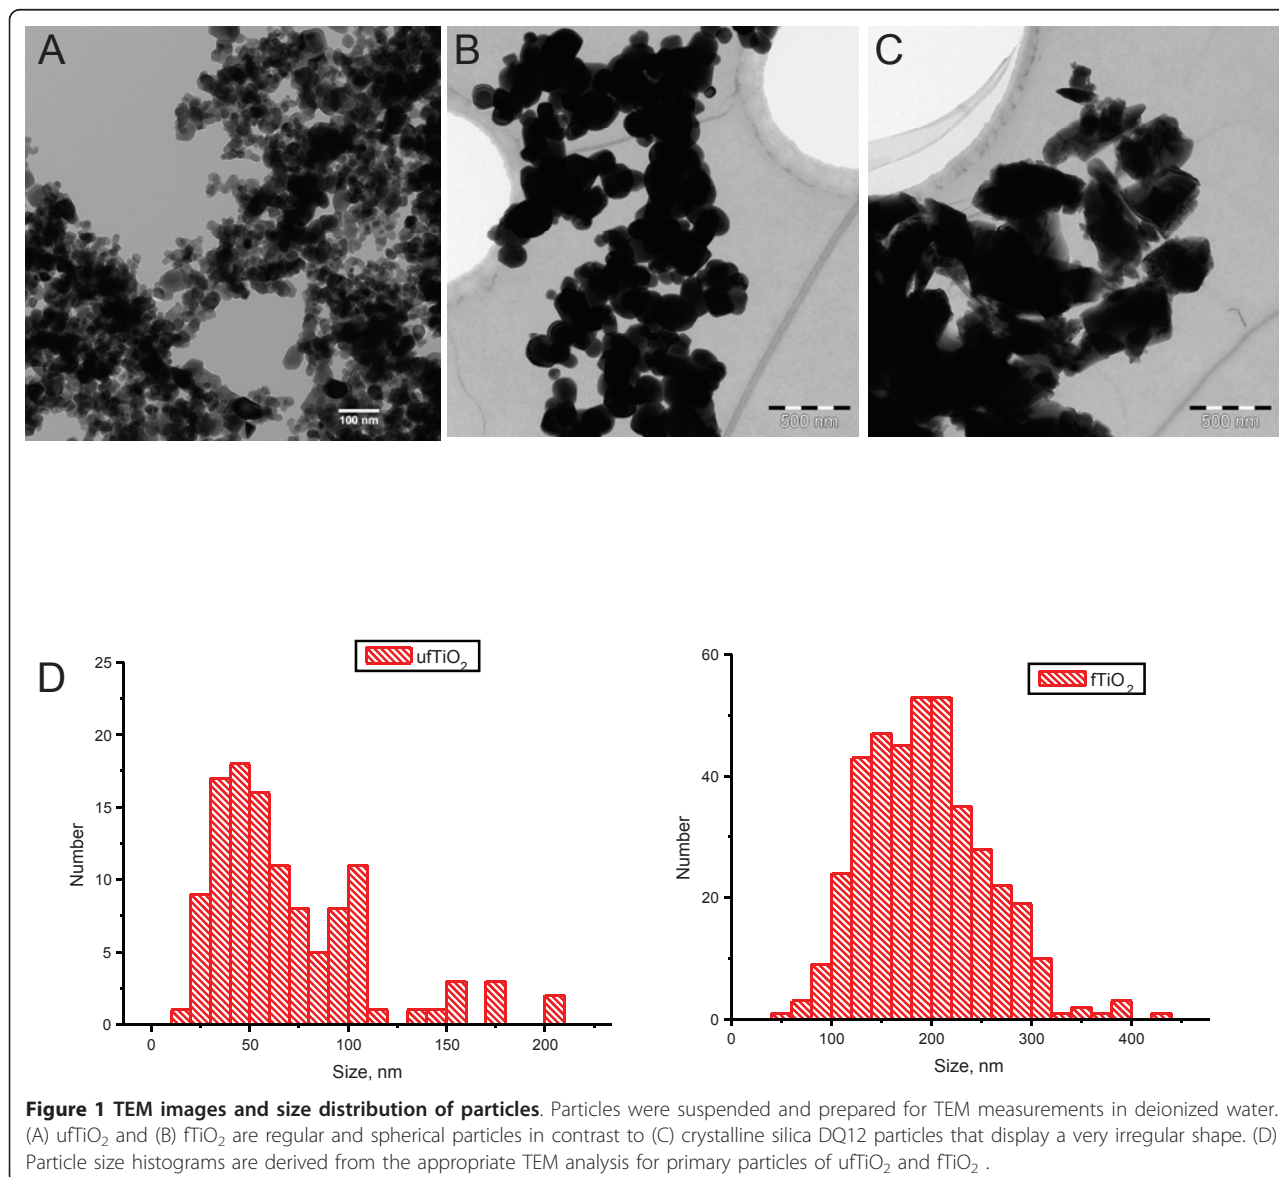 A
B
C
100 nm
500 nm
500 nm
D
ufTiO₂
25
20
15
10
5
0
Number
0 50 100 150 200
Size, nm
fTiO₂
60
40
20
0
Number
0 100 200 300 400
Size, nm
Figure 1 TEM images and size distribution of particles. Particles were suspended and prepared for TEM measurements in deionized water.
(A) ufTiO₂ and (B) fTiO₂ are regular and spherical particles in contrast to (C) crystalline silica DQ12 particles that display a very irregular shape. (D)
Particle size histograms are derived from the appropriate TEM analysis for primary particles of ufTiO₂ and fTiO₂ .